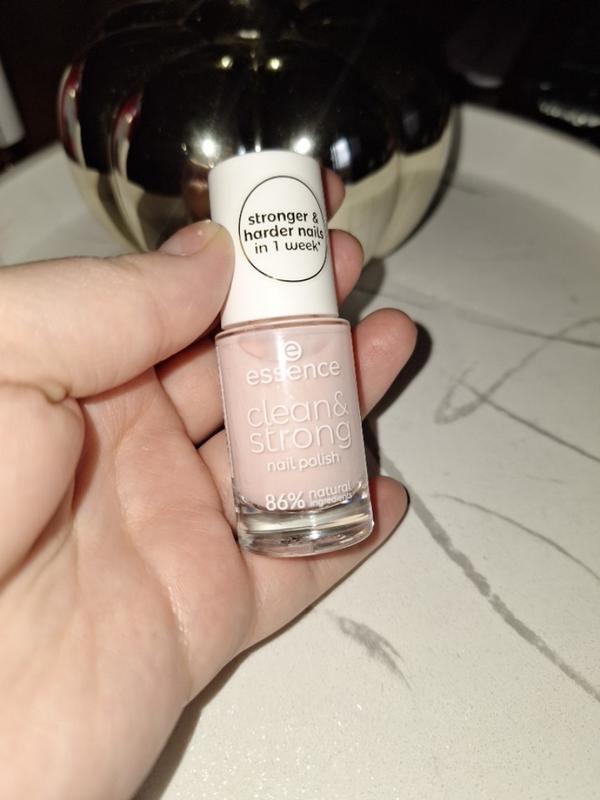 stronger &
harder nails
in 1 week*
e
essence
clean&
strong
nail polish
86% natural
ingredients